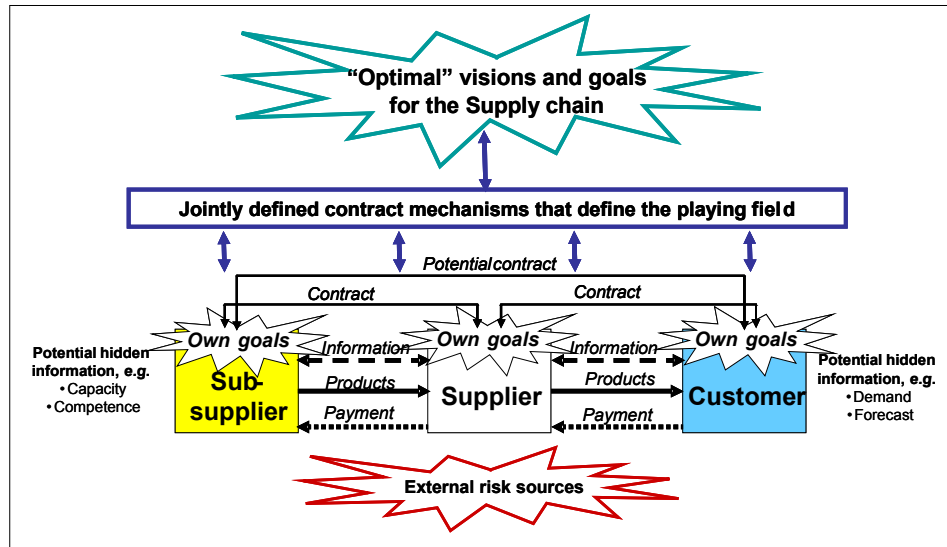 “Optimal” visions and goals
for the Supply chain
Jointly defined contract mechanisms that define the playing field
Potential contract
Contract
Contract
Own goals
Own goals
Own goals
Potential hidden
information, e.g.
• Capacity
• Competence
Sub-
supplier
Information
Products
Payment
Supplier
Information
Products
Payment
Customer
Potential hidden
information, e.g.
• Demand
• Forecast
External risk sources